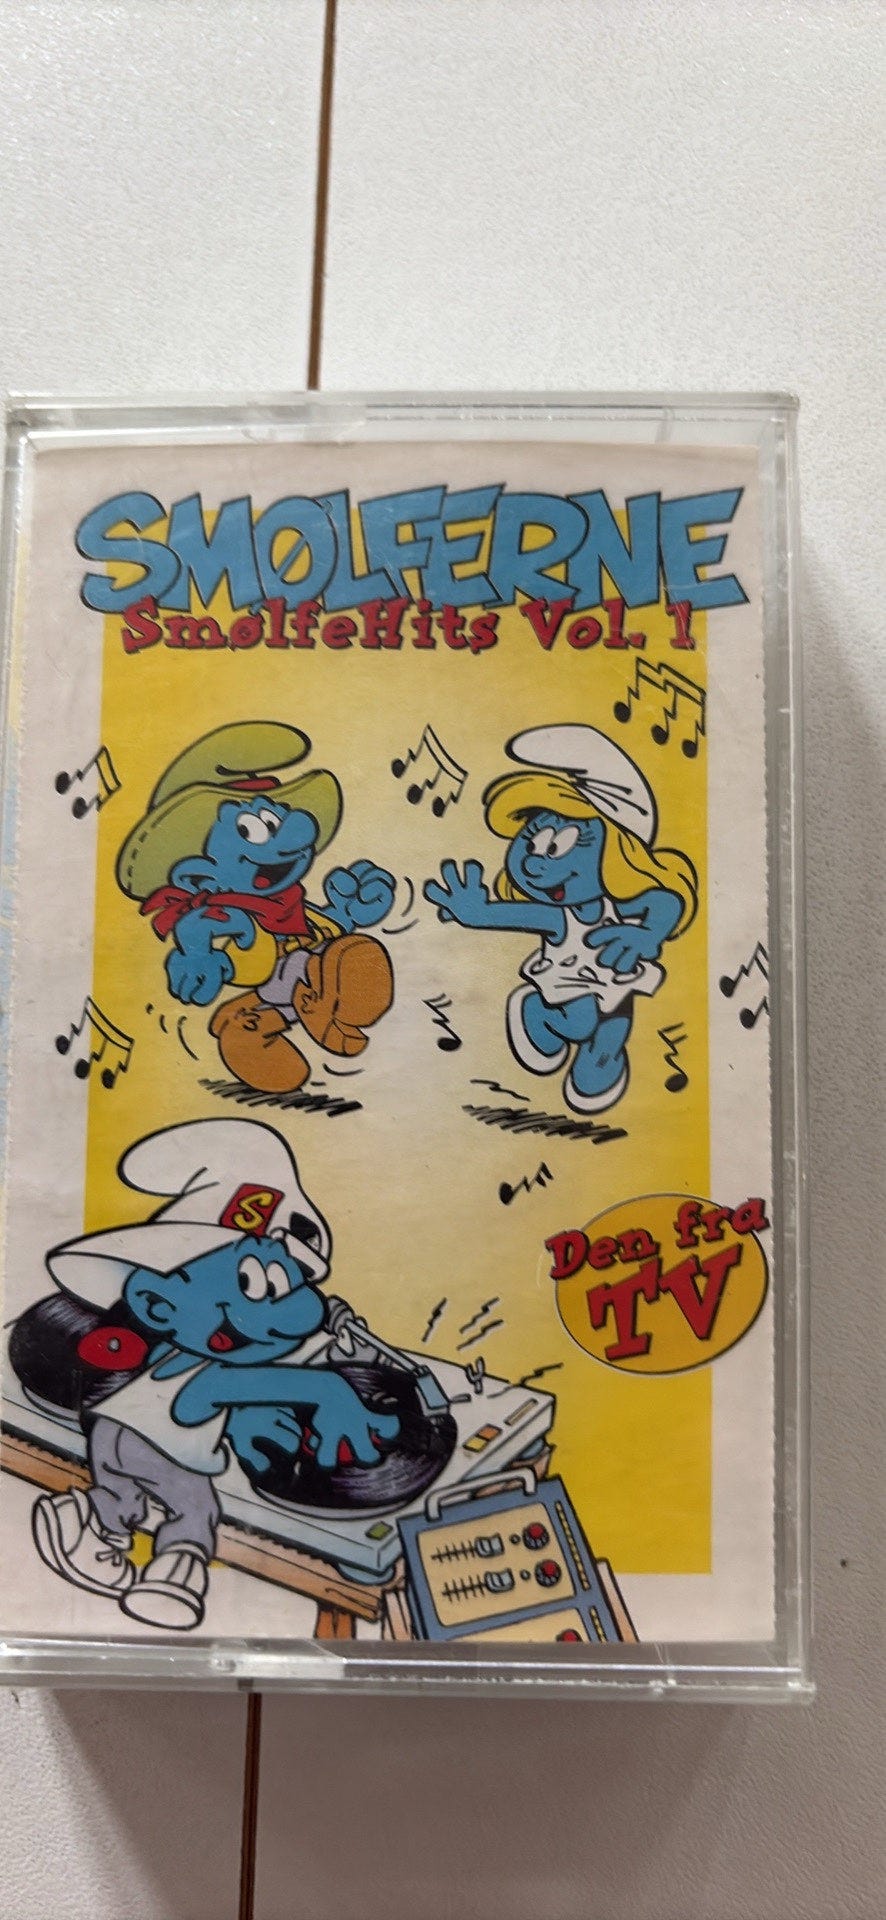 SMØLFERNE
SmølfeHits Vol. 1
S
Den fra
TV